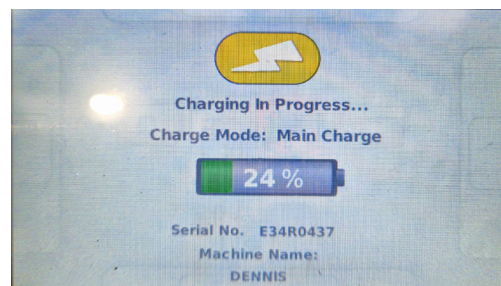 Charging In Progress...
Charge Mode: Main Charge
24 %
Serial No. E34R0437
Machine Name:
DENNIS